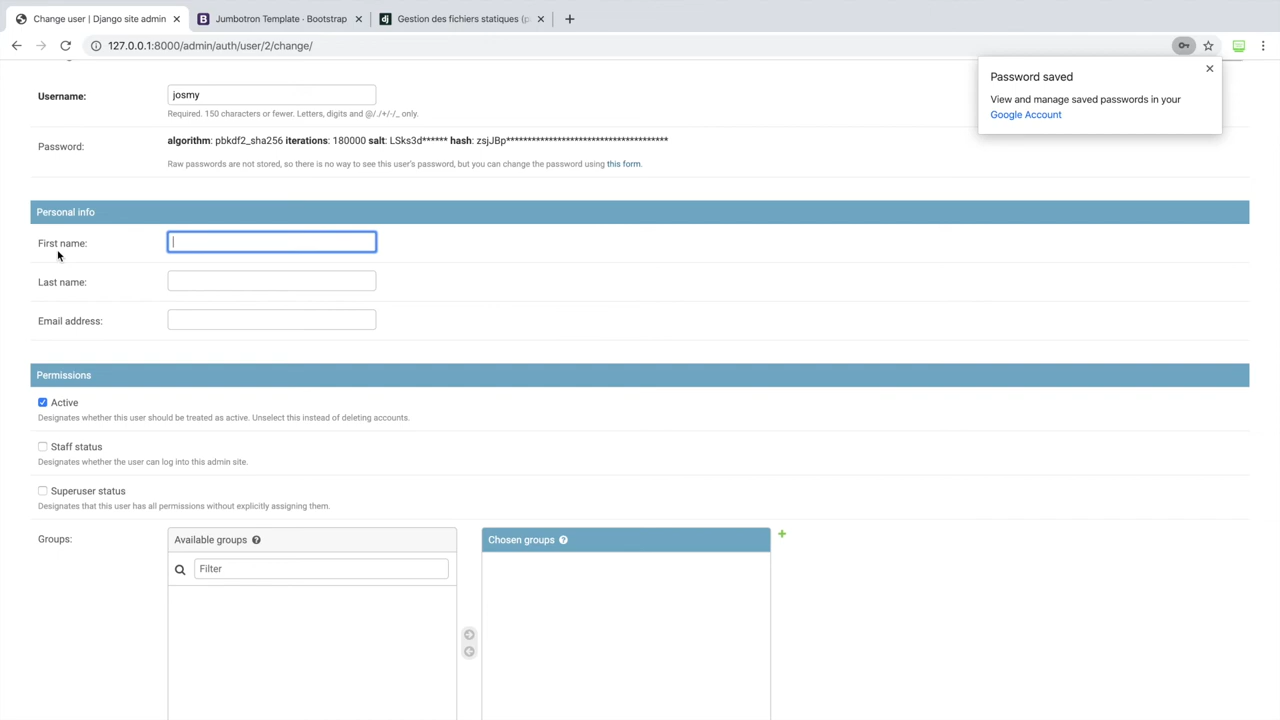 Change user | Django site admin
Jumbotron Template · Bootstrap
Gestion des fichiers statiques (p
127.0.0.1:8000/admin/auth/user/2/change/
Password saved
View and manage saved passwords in your
Google Account
Username:
josmy
Required. 150 characters or fewer. Letters, digits and @/./+/-/_ only.
Password:
algorithm: pbkdf2_sha256 iterations: 180000 salt: LSks3d****** hash: zsjJBp**************************************
Raw passwords are not stored, so there is no way to see this user's password, but you can change the password using this form.
Personal info
First name:
Last name:
Email address:
Permissions
Active
Designates whether this user should be treated as active. Unselect this instead of deleting accounts.
Staff status
Designates whether the user can log into this admin site.
Superuser status
Designates that this user has all permissions without explicitly assigning them.
Groups:
Available groups
Chosen groups
Filter